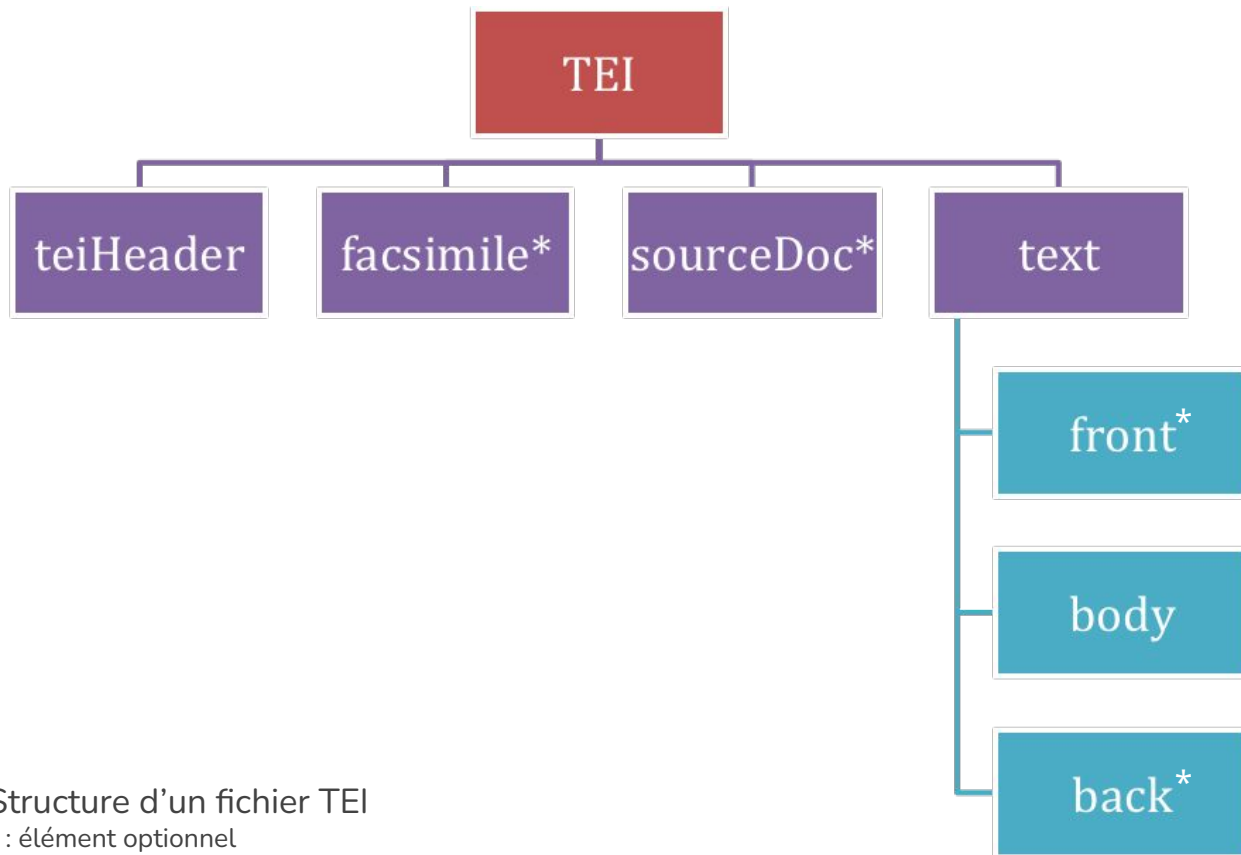 TEI
teiHeader
facsimile*
sourceDoc*
text
front*
body
back*
Structure d’un fichier TEI
: élément optionnel